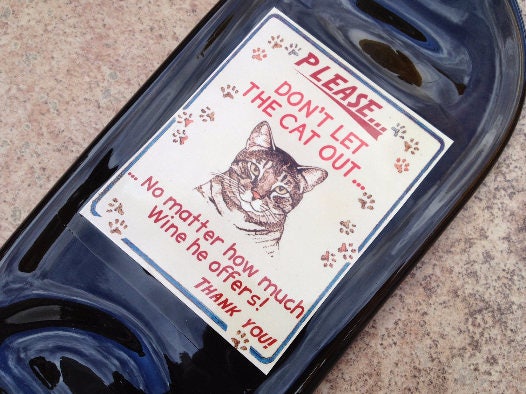 PLEASE...
DON'T LET
THE CAT OUT...
... No matter how much
Wine he offers!
THANK YOU!